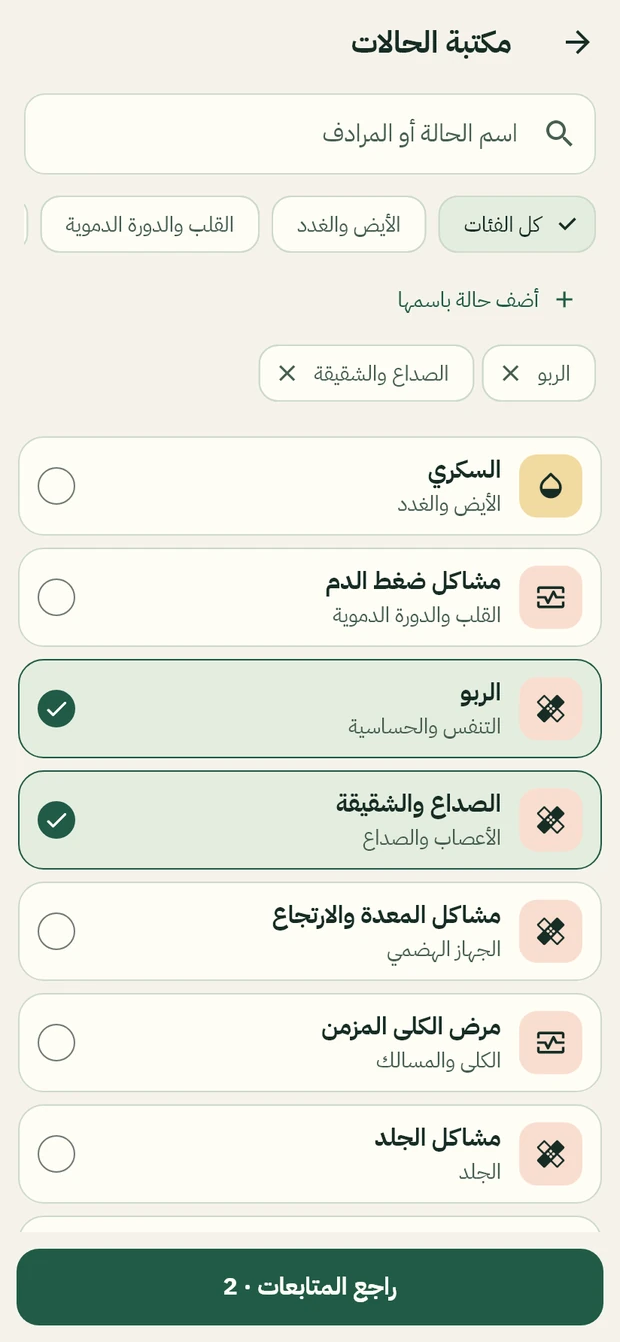 مكتبة الحالات
اسم الحالة أو المرادف
كل الفئات
الأيض والغدد
القلب والدورة الدموية
أضف حالة باسمها
الربو
الصداع والشقيقة
السكري
الأيض والغدد
مشاكل ضغط الدم
القلب والدورة الدموية
الربو
التنفس والحساسية
الصداع والشقيقة
الأعصاب والصداع
مشاكل المعدة والارتجاع
الجهاز الهضمي
مرض الكلى المزمن
الكلى والمسالك
مشاكل الجلد
الجلد
راجع المتابعات · 2